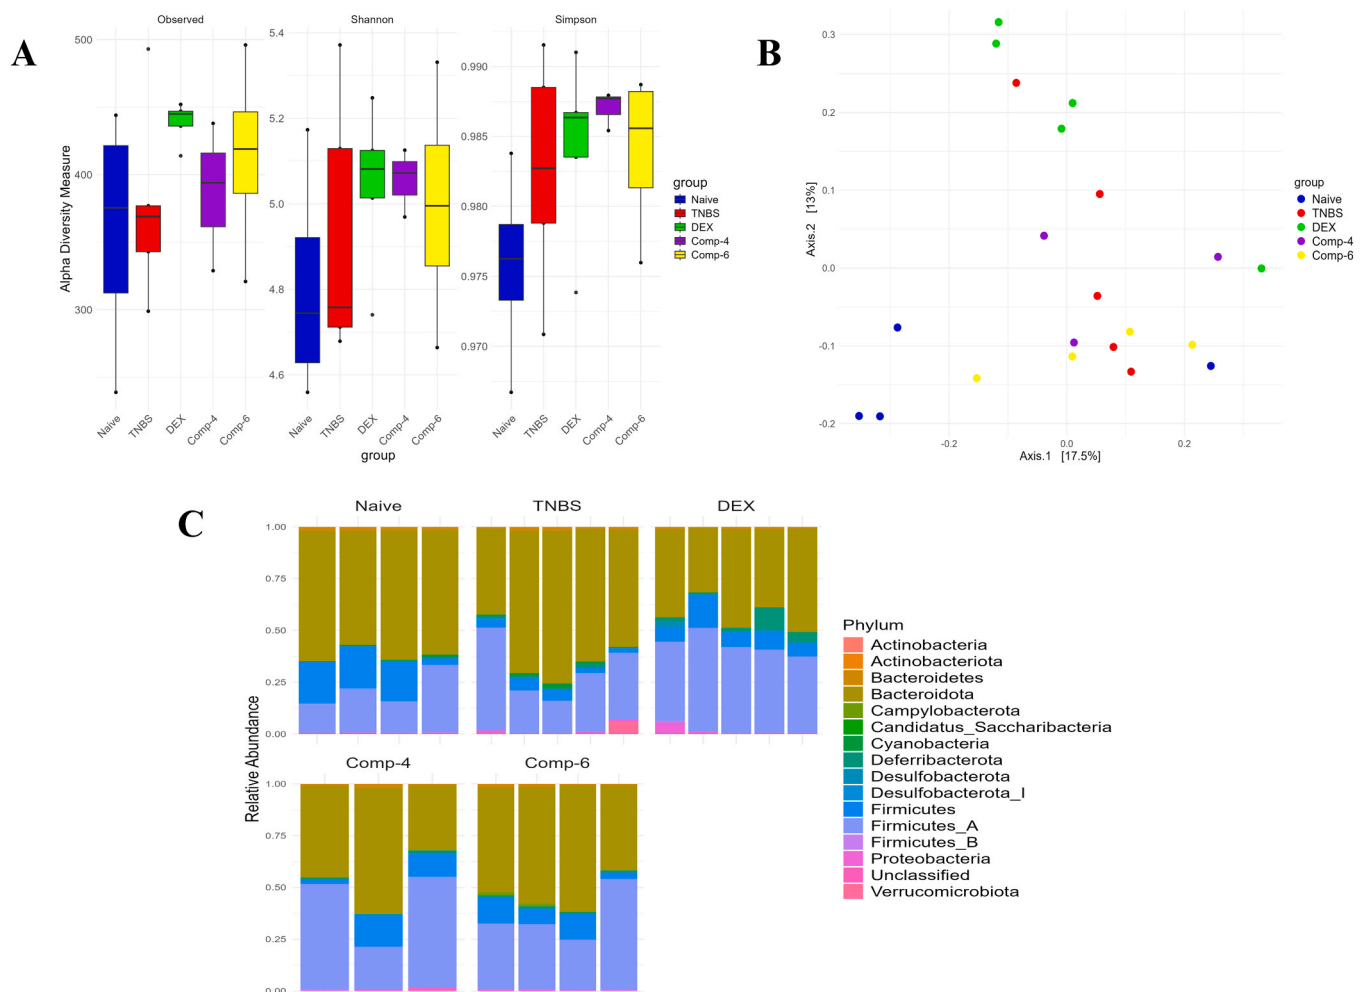 A
Observed
Shannon
Simpson
Alpha Diversity Measure
500
400
300
5.4
5.2
5.0
4.8
4.6
0.990
0.985
0.980
0.975
0.970
Naive
TNBS
DEX
Comp-4
Comp-6
Naive
TNBS
DEX
Comp-4
Comp-6
Naive
TNBS
DEX
Comp-4
Comp-6
group
group
Naive
TNBS
DEX
Comp-4
Comp-6
B
Axis.2 [13%]
0.3
0.2
0.1
0.0
-0.1
-0.2
-0.2
0.0
0.2
Axis.1 [17.5%]
group
Naive
TNBS
DEX
Comp-4
Comp-6
C
Naive
TNBS
DEX
1.00
0.75
0.50
0.25
0.00
Relative Abundance
Comp-4
Comp-6
1.00
0.75
0.50
0.25
0.00
Phylum
Actinobacteria
Actinobacteriota
Bacteroidetes
Bacteroidota
Campylobacterota
Candidatus_Saccharibacteria
Cyanobacteria
Deferribacterota
Desulfobacterota
Desulfobacterota_I
Firmicutes
Firmicutes_A
Firmicutes_B
Proteobacteria
Unclassified
Verrucomicrobiota